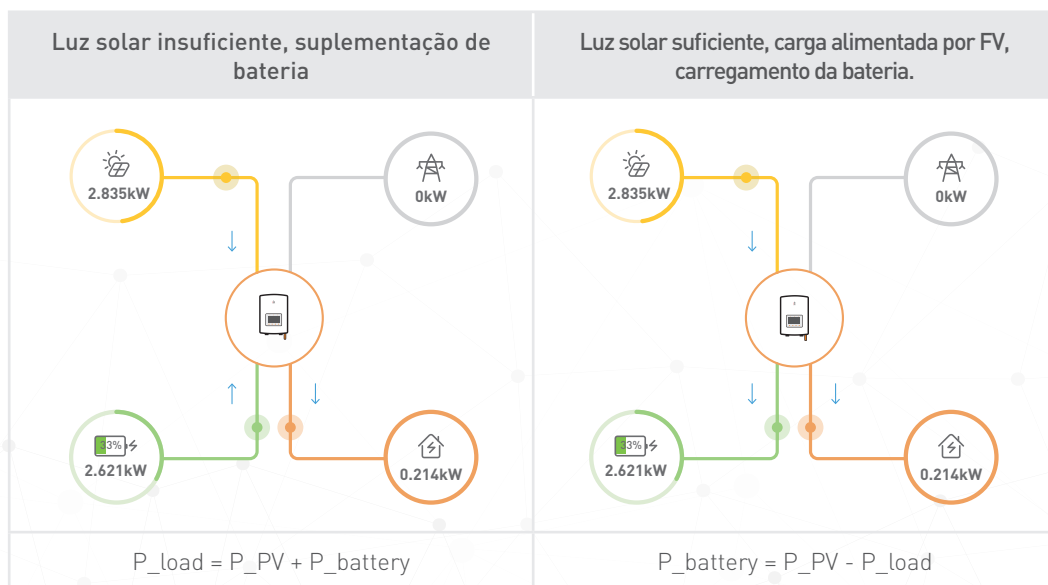 Luz solar insuficiente, suplementação de
bateria
2.835kW
0kW
33%
2.621kW
0.214kW
P_load = P_PV + P_battery
Luz solar suficiente, carga alimentada por FV,
carregamento da bateria.
2.835kW
0kW
33%
2.621kW
0.214kW
P_battery = P_PV - P_load